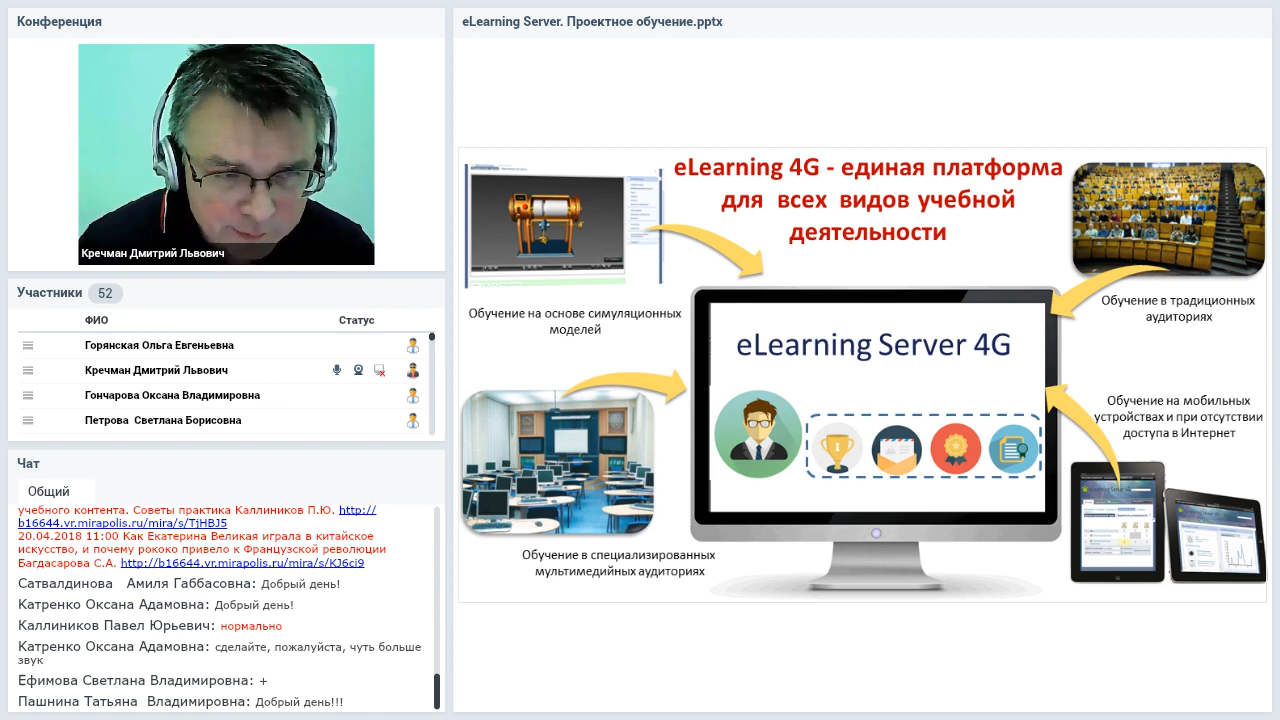 Конференция
Кречман Дмитрий Львович
Участники 52
ФИО Статус
Горянская Ольга Евгеньевна
Кречман Дмитрий Львович
Гончарова Оксана Владимировна
Петрова Светлана Борисовна
Чат
Общий
учебного контента. Советы практика Каллиников П.Ю. http://
b16644.vr.mirapolis.ru/mira/s/TjHBJ5
20.04.2018 11:00 Как Екатерина Великая играла в китайское
искусство, и почему рококо привело к Французской революции
Багдасарова С.А. http://b16644.vr.mirapolis.ru/mira/s/KJ6ci9
Сатвалдинова Амиля Габбасовна: Добрый день!
Катренко Оксана Адамовна: Добрый день!
Каллиников Павел Юрьевич: нормально
Катренко Оксана Адамовна: сделайте, пожалуйста, чуть больше
звук
Ефимова Светлана Владимировна: +
Пашнина Татьяна Владимировна: Добрый день!!!
eLearning Server. Проектное обучение.pptx
eLearning 4G - единая платформа
для всех видов учебной
деятельности
Обучение на основе симуляционных
моделей
Обучение в традиционных
аудиториях
eLearning Server 4G
Обучение на мобильных
устройствах и при отсутствии
доступа в Интернет
Обучение в специализированных
мультимедийных аудиториях